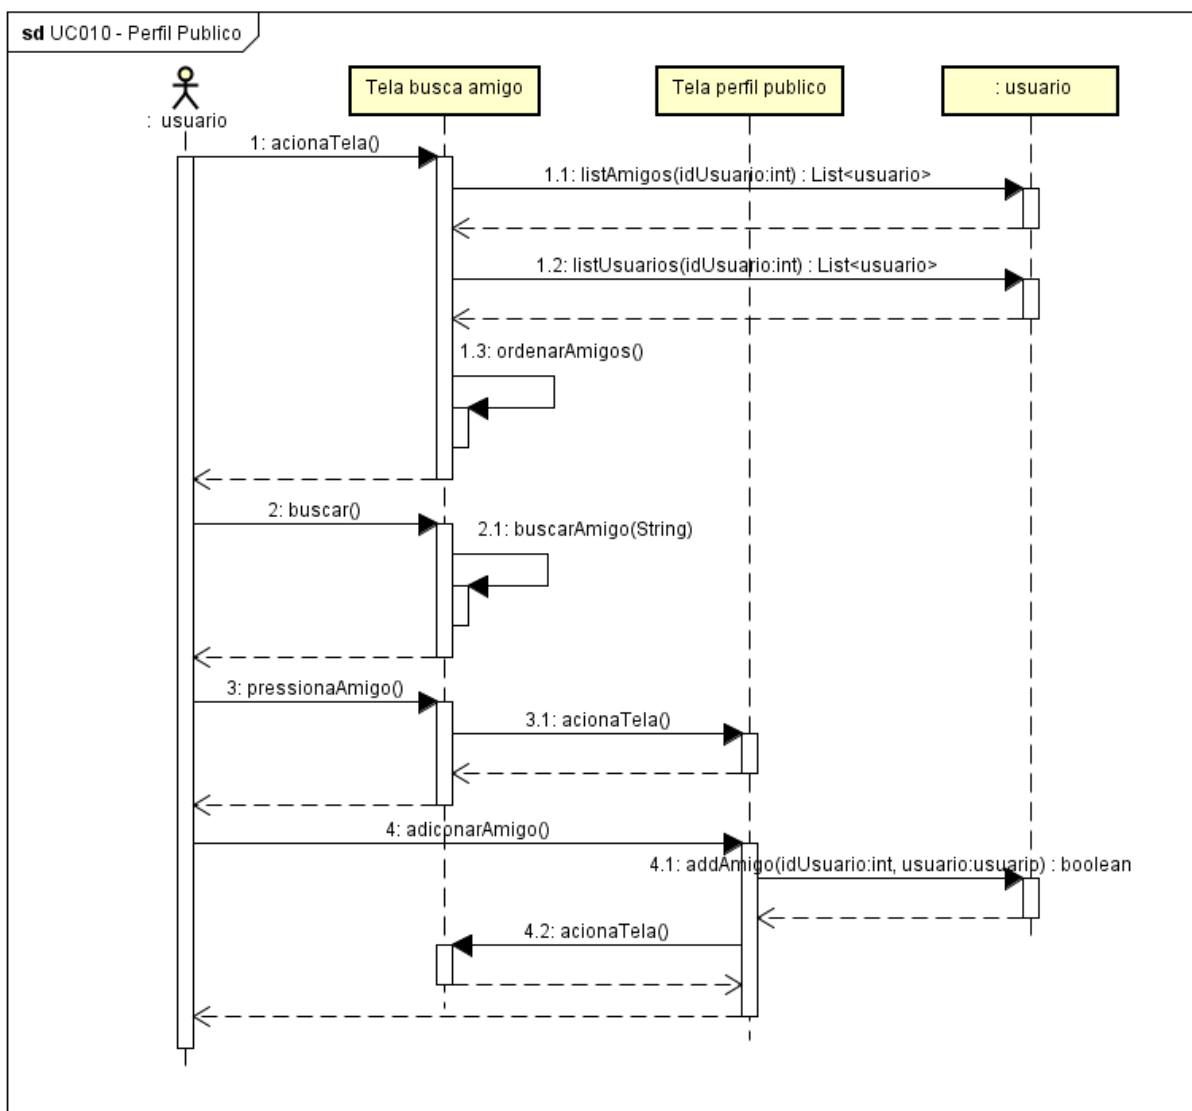 sd UC010 - Perfil Publico
: usuario
Tela busca amigo
Tela perfil publico
: usuario
1: acionaTela()
1.1: listAmigos(idUsuario:int) : List<usuario>
1.2: listUsuarios(idUsuario:int) : List<usuario>
1.3: ordenarAmigos()
2: buscar()
2.1: buscarAmigo(String)
3: pressionaAmigo()
3.1: acionaTela()
4: adiconarAmigo()
4.1: addAmigo(idUsuario:int, usuario:usuario) : boolean
4.2: acionaTela()